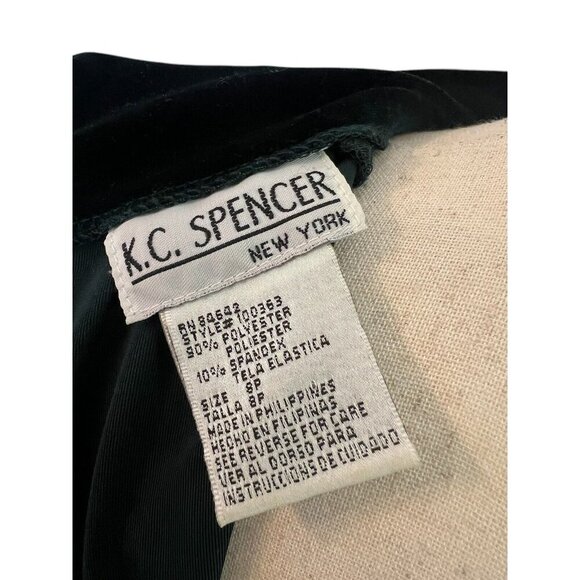 K.C. SPENCER
NEW YORK
RN 84642
STYLE# 100363
90% POLYESTER
POLIESTER
10% SPANDEX
TELA ELASTICA
SIZE 8P
TALLA 8P
MADE IN PHILIPPINES
HECHO EN FILIPINAS
SEE REVERSE FOR CARE
VER AL DORSO PARA
INSTRUCCIONES DE CUIDADO